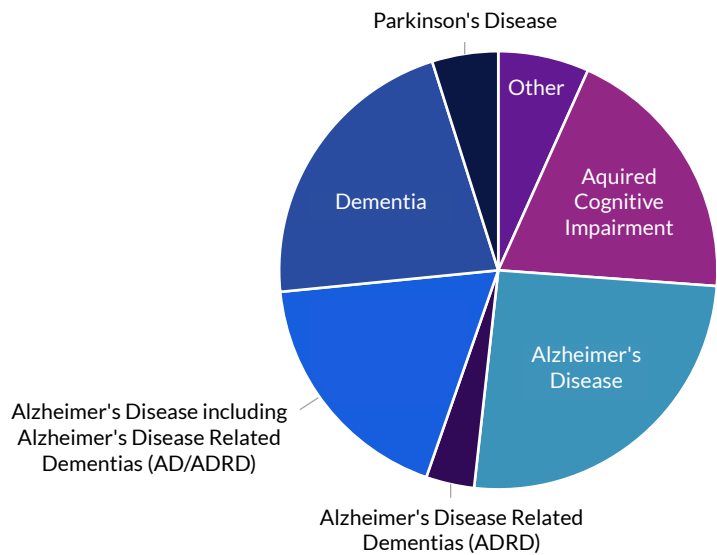 Parkinson's Disease
Other
Aquired
Cognitive
Impairment
Dementia
Alzheimer's
Disease
Alzheimer's Disease including
Alzheimer's Disease Related
Dementias (AD/ADRD)
Alzheimer's Disease Related
Dementias (ADRD)